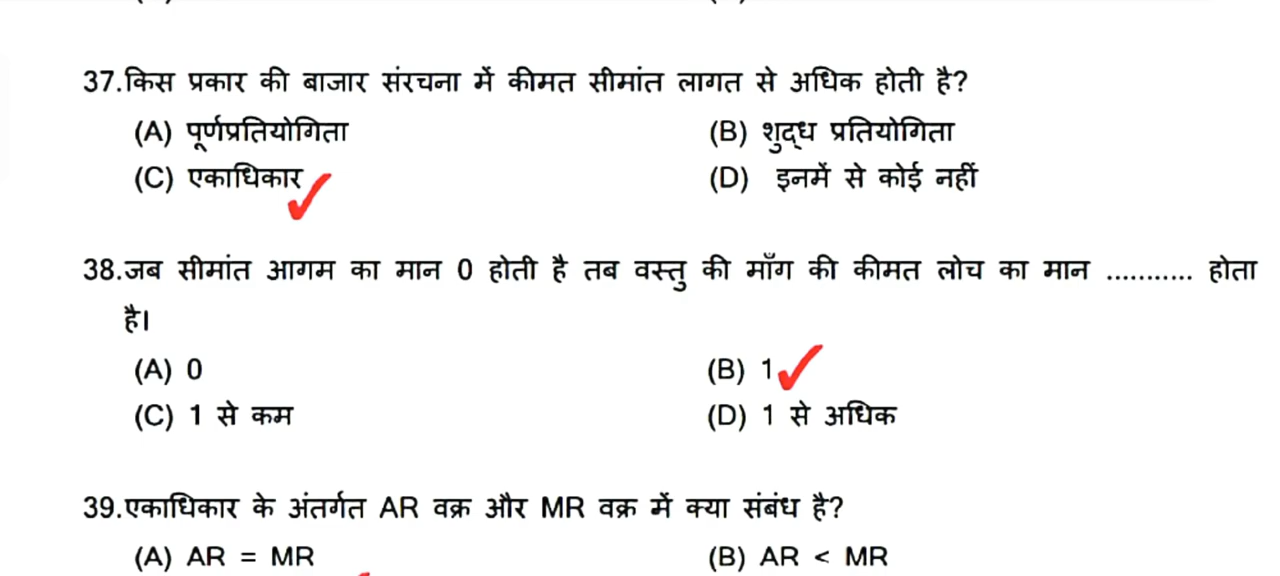 37.किस प्रकार की बाजार संरचना में कीमत सीमांत लागत से अधिक होती है?
(A) पूर्णप्रतियोगिता (B) शुद्ध प्रतियोगिता
(C) एकाधिकार (D) इनमें से कोई नहीं
38.जब सीमांत आगम का मान 0 होती है तब वस्तु की माँग की कीमत लोच का मान ........... होता
है।
(A) 0 (B) 1
(C) 1 से कम (D) 1 से अधिक
39.एकाधिकार के अंतर्गत AR वक्र और MR वक्र में क्या संबंध है?
(A) AR = MR (B) AR < MR